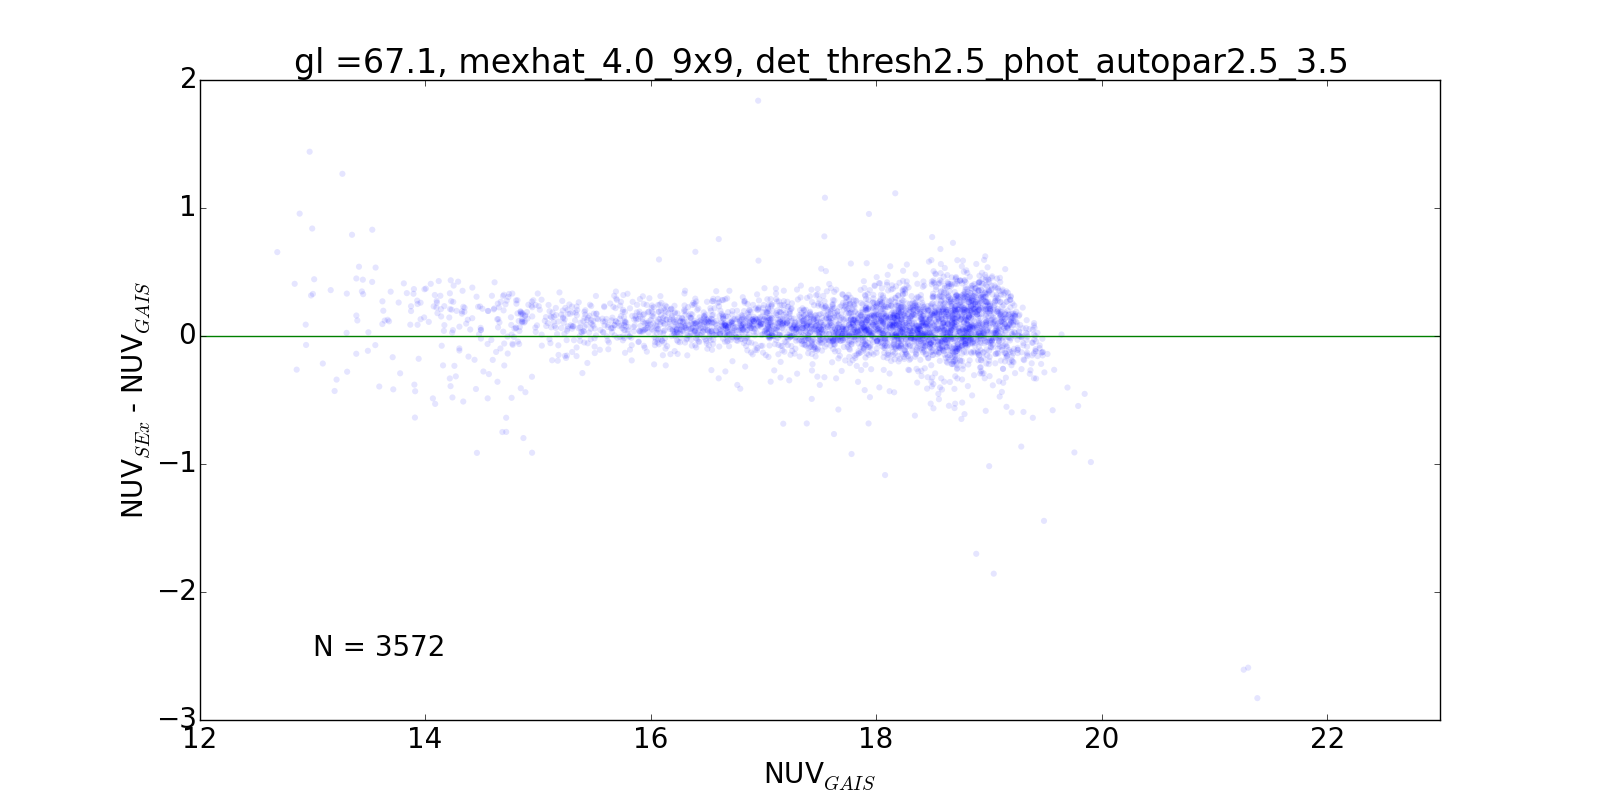 gl =67.1, mexhat_4.0_9x9, det_thresh2.5_phot_autopar2.5_3.5
2
1
0
−1
−2
−3
NUV_SEx - NUV_GAIS
N = 3572
12 14 16 18 20 22
NUV_GAIS